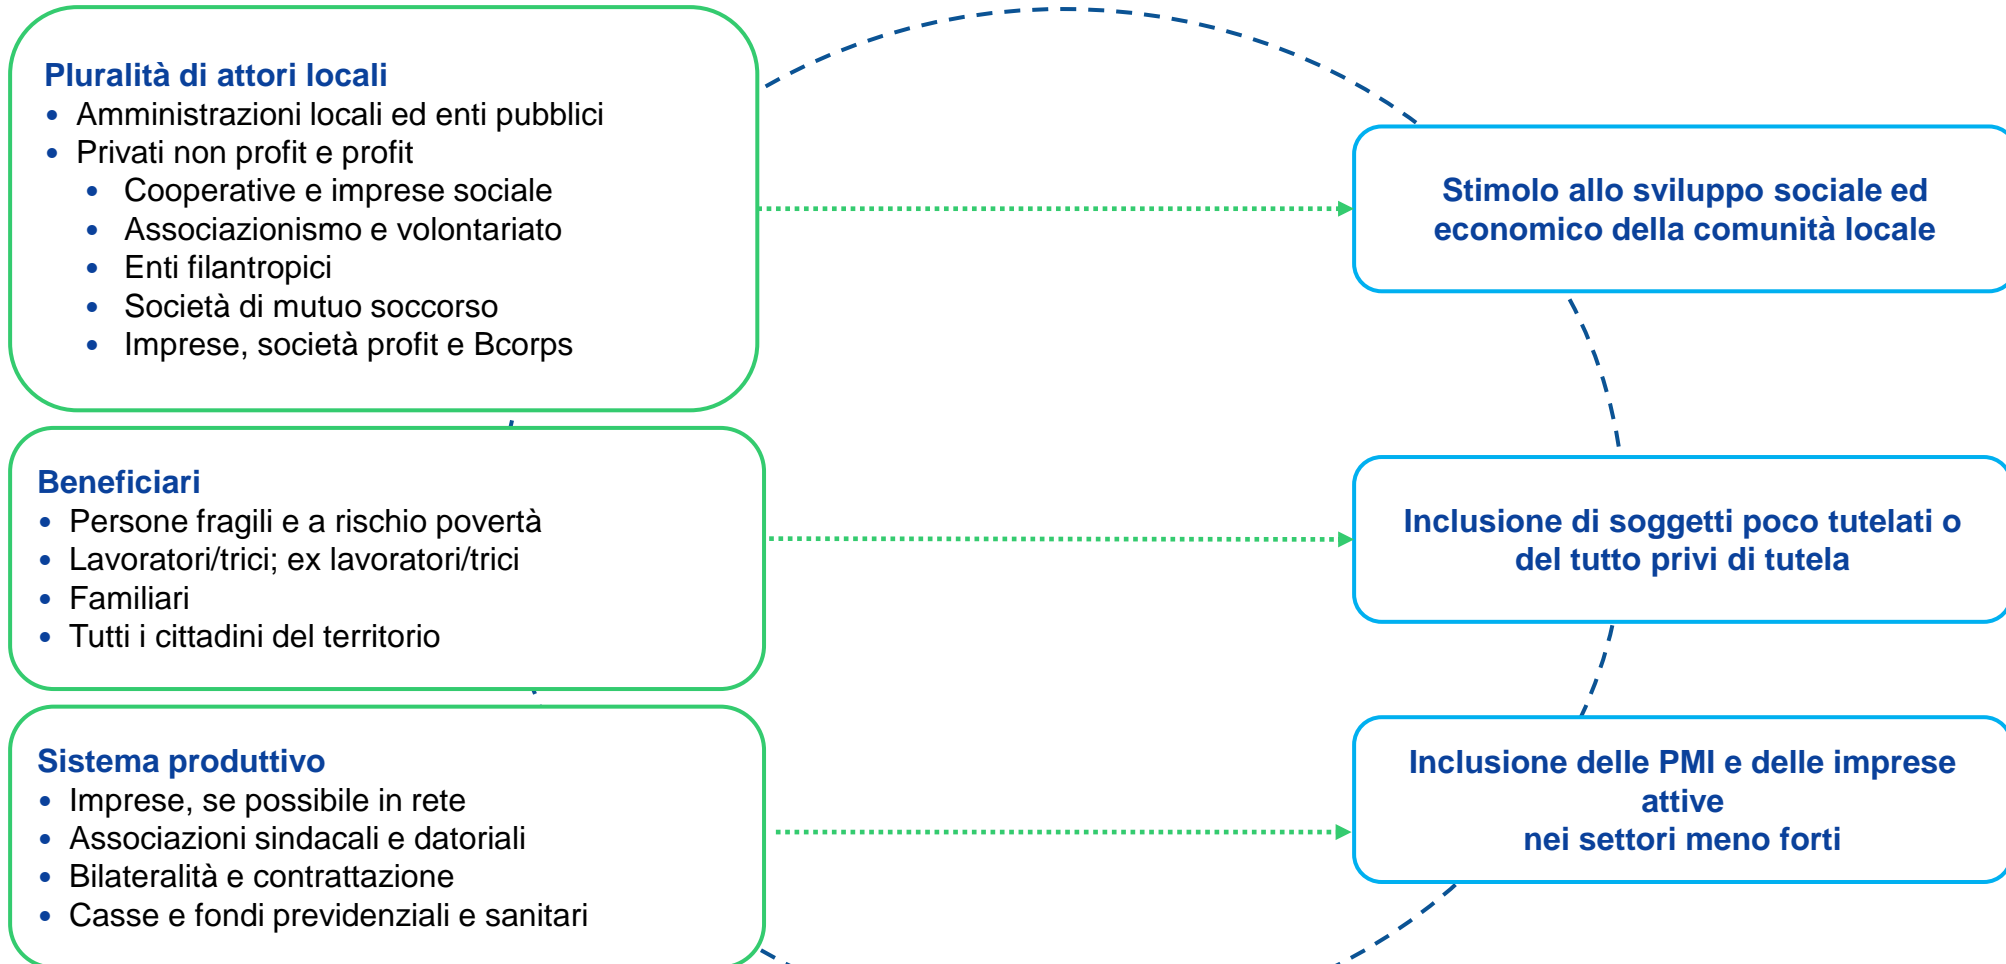 Pluralità di attori locali
• Amministrazioni locali ed enti pubblici
• Privati non profit e profit
• Cooperative e imprese sociale
• Associazionismo e volontariato
• Enti filantropici
• Società di mutuo soccorso
• Imprese, società profit e Bcorps
Stimolo allo sviluppo sociale ed
economico della comunità locale
Beneficiari
• Persone fragili e a rischio povertà
• Lavoratori/trici; ex lavoratori/trici
• Familiari
• Tutti i cittadini del territorio
Inclusione di soggetti poco tutelati o
del tutto privi di tutela
Sistema produttivo
• Imprese, se possibile in rete
• Associazioni sindacali e datoriali
• Bilateralità e contrattazione
• Casse e fondi previdenziali e sanitari
Inclusione delle PMI e delle imprese
attive
nei settori meno forti